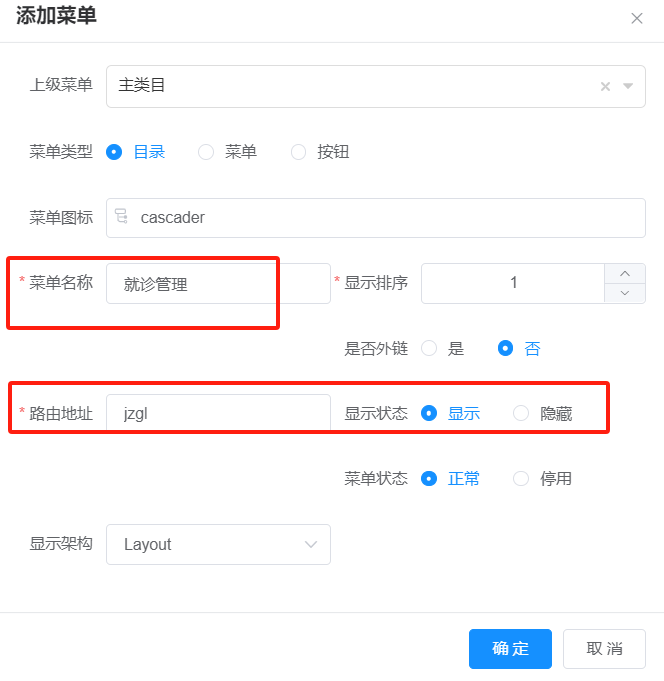 添加菜单
上级菜单 主类目
菜单类型 目录 菜单 按钮
菜单图标 cascader
* 菜单名称 就诊管理 * 显示排序 1
是否外链 是 否
* 路由地址 jzgl 显示状态 显示 隐藏
菜单状态 正常 停用
显示架构 Layout
确 定 取 消